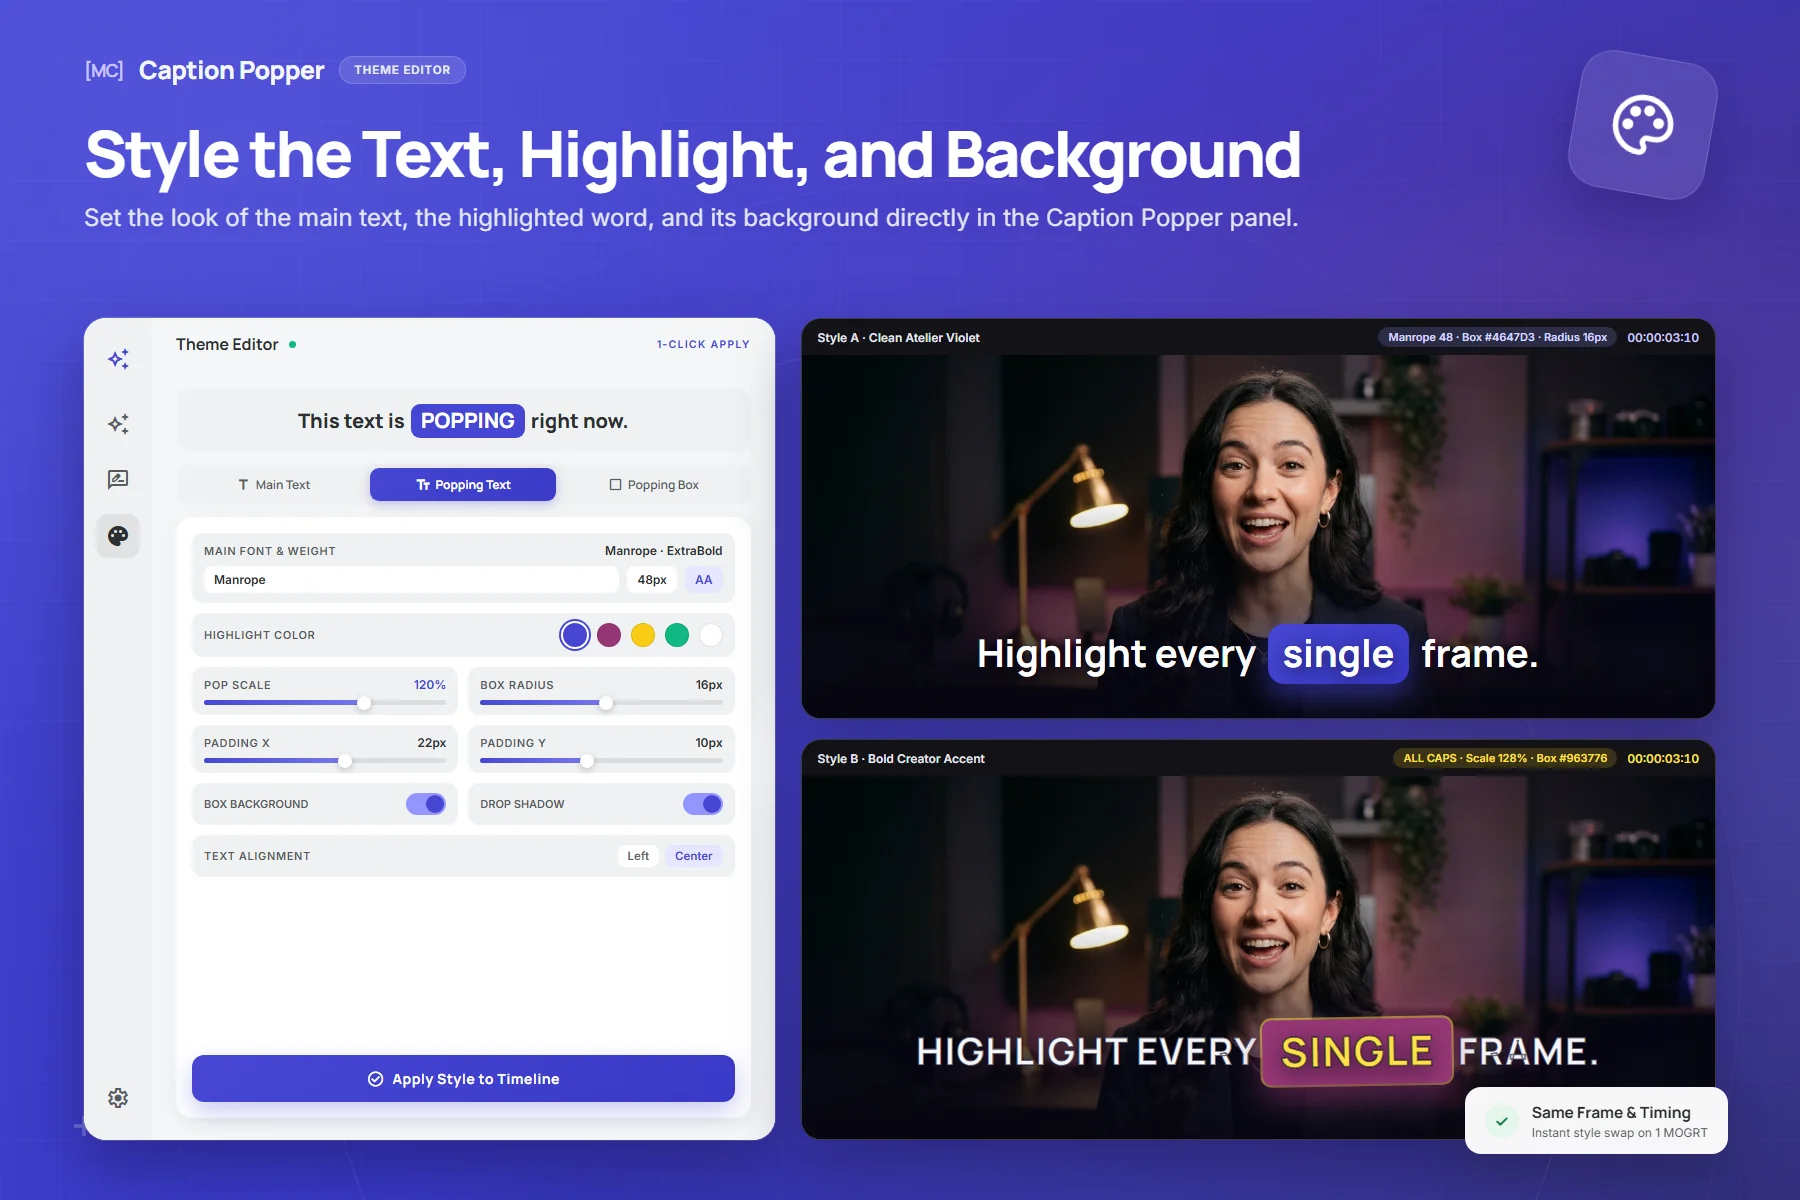 [MC] Caption Popper THEME EDITOR
Style the Text, Highlight, and Background
Set the look of the main text, the highlighted word, and its background directly in the Caption Popper panel.
Theme Editor
1-CLICK APPLY
This text is POPPING right now.
Main Text
Popping Text
Popping Box
MAIN FONT & WEIGHT
Manrope · ExtraBold
Manrope
48px
AA
HIGHLIGHT COLOR
POP SCALE
120%
BOX RADIUS
16px
PADDING X
22px
PADDING Y
10px
BOX BACKGROUND
DROP SHADOW
TEXT ALIGNMENT
Left
Center
Apply Style to Timeline
Style A · Clean Atelier Violet
Manrope 48 · Box #4647D3 · Radius 16px
00:00:03:10
Highlight every single frame.
Style B · Bold Creator Accent
ALL CAPS · Scale 128% · Box #963776
00:00:03:10
HIGHLIGHT EVERY SINGLE FRAME.
Same Frame & Timing
Instant style swap on 1 MOGRT